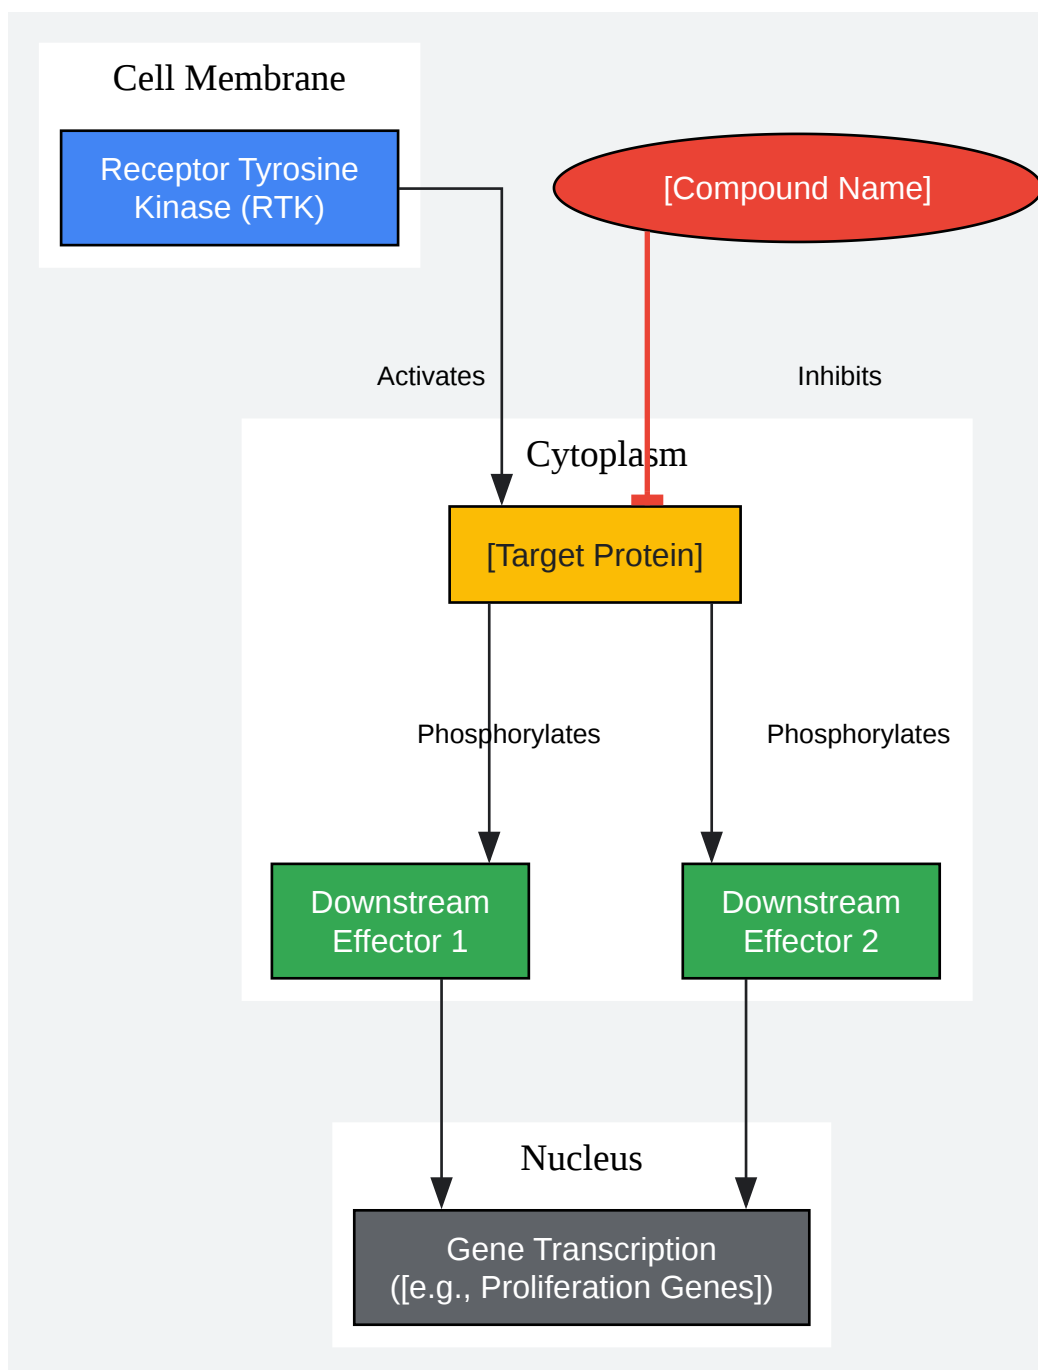 Cell Membrane
Receptor Tyrosine
Kinase (RTK)
[Compound Name]
Activates
Inhibits
Cytoplasm
[Target Protein]
Phosphorylates
Phosphorylates
Downstream
Effector 1
Downstream
Effector 2
Nucleus
Gene Transcription
([e.g., Proliferation Genes])